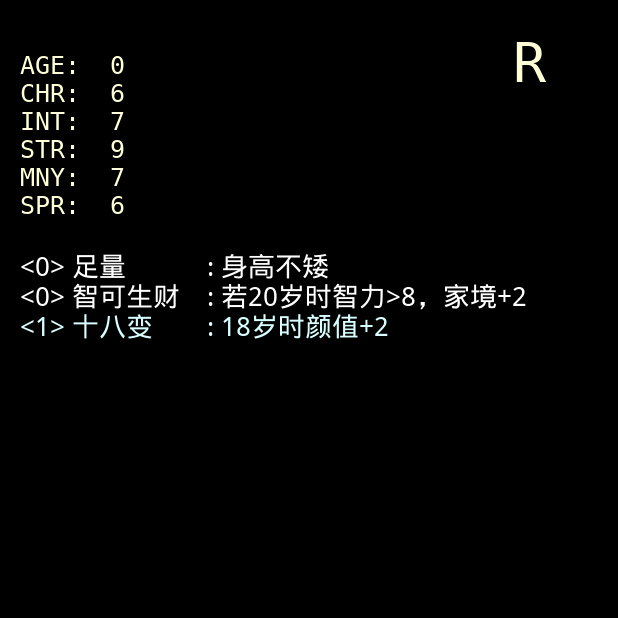 R
AGE: 0
CHR: 6
INT: 7
STR: 9
MNY: 7
SPR: 6
<0> 足量 : 身高不矮
<0> 智可生财 : 若20岁时智力>8，家境+2
<1> 十八变 : 18岁时颜值+2